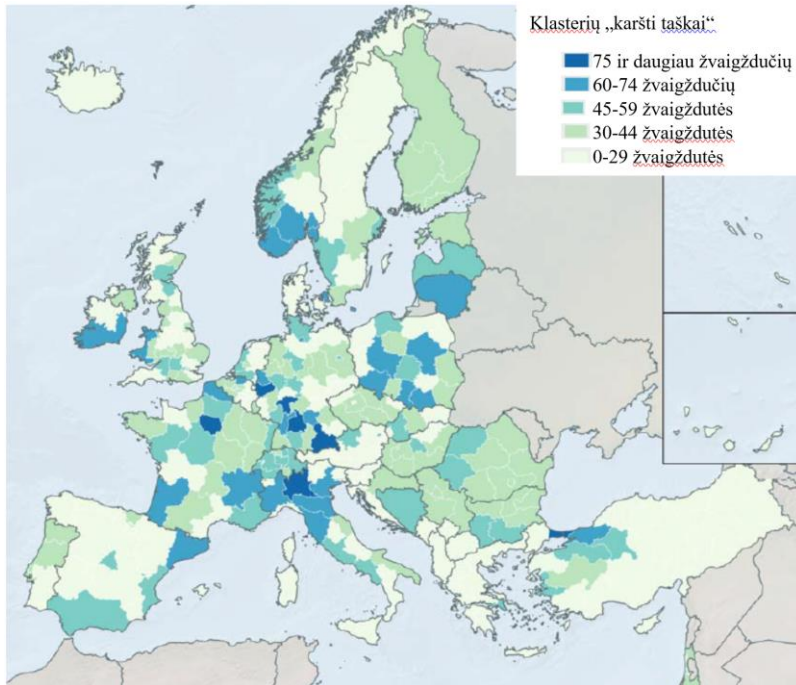 Klasterių „karšti taškai“
75 ir daugiau žvaigždučių
60-74 žvaigždučių
45-59 žvaigždutės
30-44 žvaigždutės
0-29 žvaigždutės